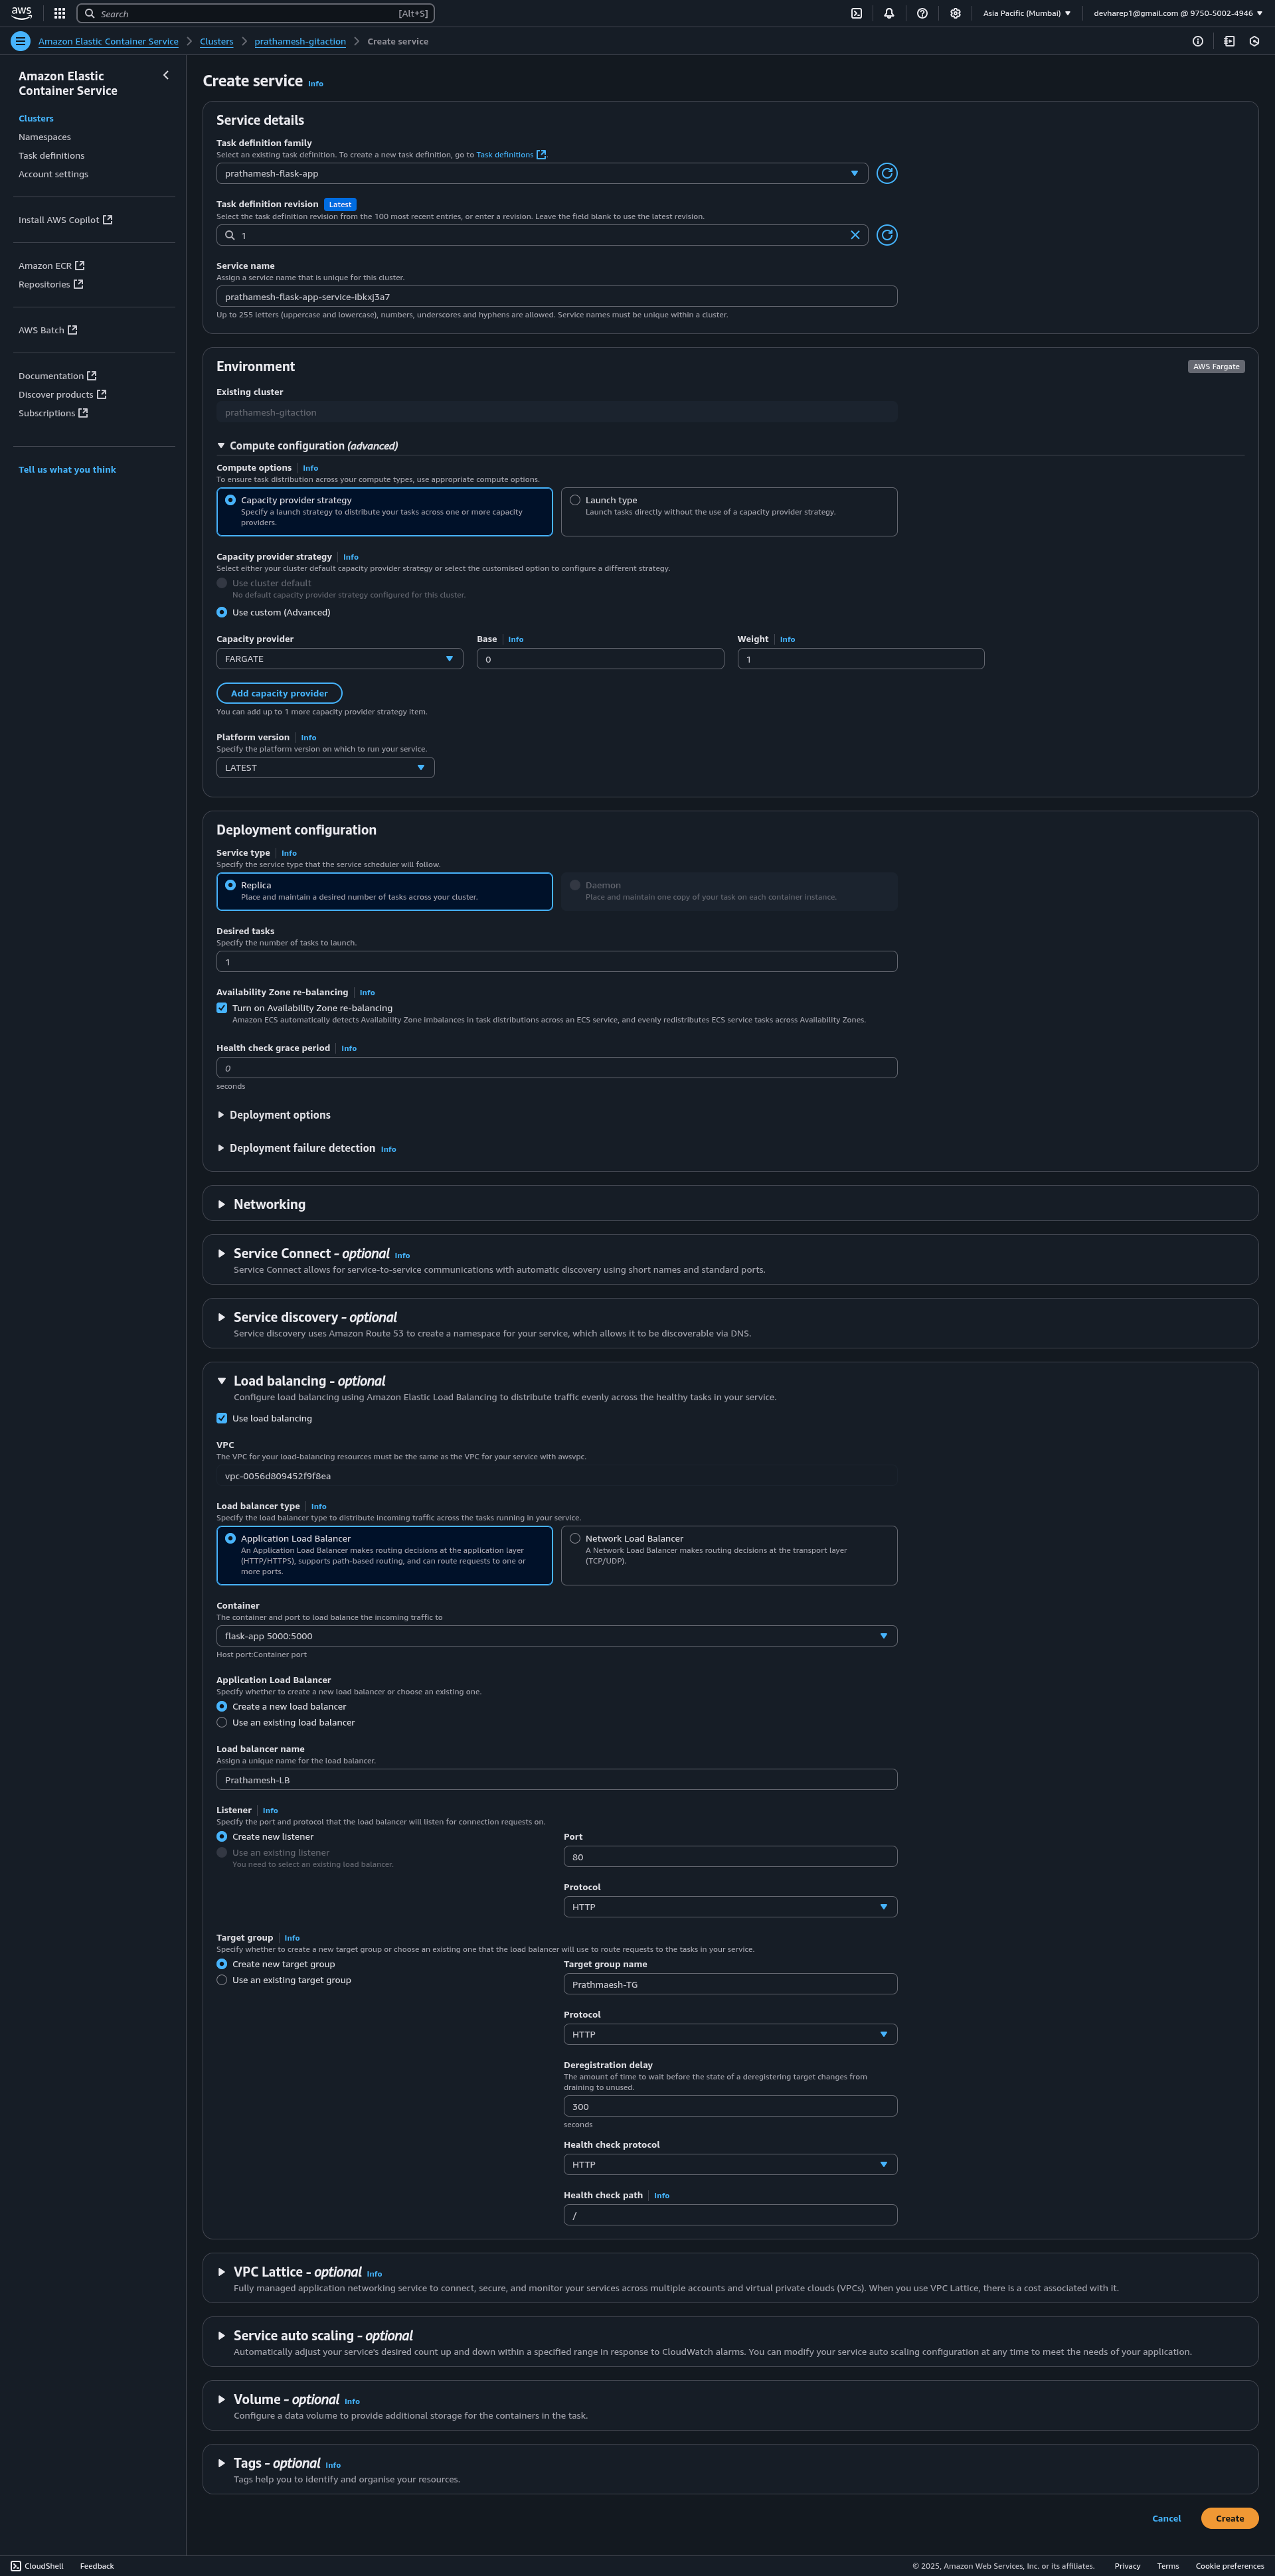 aws
Search [Alt+S]
Asia Pacific (Mumbai)
devharep1@gmail.com @ 9750-5002-4946
Amazon Elastic Container Service
Clusters
prathamesh-gitaction
Create service
Amazon Elastic
Container Service
Clusters
Namespaces
Task definitions
Account settings
Install AWS Copilot
Amazon ECR
Repositories
AWS Batch
Documentation
Discover products
Subscriptions
Tell us what you think
Create service Info
Service details
Task definition family
Select an existing task definition. To create a new task definition, go to Task definitions .
prathamesh-flask-app
Task definition revision Latest
Select the task definition revision from the 100 most recent entries, or enter a revision. Leave the field blank to use the latest revision.
1
Service name
Assign a service name that is unique for this cluster.
prathamesh-flask-app-service-ibkxj3a7
Up to 255 letters (uppercase and lowercase), numbers, underscores and hyphens are allowed. Service names must be unique within a cluster.
Environment
AWS Fargate
Existing cluster
prathamesh-gitaction
Compute configuration (advanced)
Compute options Info
To ensure task distribution across your compute types, use appropriate compute options.
Capacity provider strategy
Specify a launch strategy to distribute your tasks across one or more capacity
providers.
Launch type
Launch tasks directly without the use of a capacity provider strategy.
Capacity provider strategy Info
Select either your cluster default capacity provider strategy or select the customised option to configure a different strategy.
Use cluster default
No default capacity provider strategy configured for this cluster.
Use custom (Advanced)
Capacity provider
FARGATE
Base Info
0
Weight Info
1
Add capacity provider
You can add up to 1 more capacity provider strategy item.
Platform version Info
Specify the platform version on which to run your service.
LATEST
Deployment configuration
Service type Info
Specify the service type that the service scheduler will follow.
Replica
Place and maintain a desired number of tasks across your cluster.
Daemon
Place and maintain one copy of your task on each container instance.
Desired tasks
Specify the number of tasks to launch.
1
Availability Zone re-balancing Info
Turn on Availability Zone re-balancing
Amazon ECS automatically detects Availability Zone imbalances in task distributions across an ECS service, and evenly redistributes ECS service tasks across Availability Zones.
Health check grace period Info
0
seconds
Deployment options
Deployment failure detection Info
Networking
Service Connect - optional Info
Service Connect allows for service-to-service communications with automatic discovery using short names and standard ports.
Service discovery - optional
Service discovery uses Amazon Route 53 to create a namespace for your service, which allows it to be discoverable via DNS.
Load balancing - optional
Configure load balancing using Amazon Elastic Load Balancing to distribute traffic evenly across the healthy tasks in your service.
Use load balancing
VPC
The VPC for your load-balancing resources must be the same as the VPC for your service with awsvpc.
vpc-0056d809452f9f8ea
Load balancer type Info
Specify the load balancer type to distribute incoming traffic across the tasks running in your service.
Application Load Balancer
An Application Load Balancer makes routing decisions at the application layer
(HTTP/HTTPS), supports path-based routing, and can route requests to one or
more ports.
Network Load Balancer
A Network Load Balancer makes routing decisions at the transport layer
(TCP/UDP).
Container
The container and port to load balance the incoming traffic to
flask-app 5000:5000
Host port:Container port
Application Load Balancer
Specify whether to create a new load balancer or choose an existing one.
Create a new load balancer
Use an existing load balancer
Load balancer name
Assign a unique name for the load balancer.
Prathamesh-LB
Listener Info
Specify the port and protocol that the load balancer will listen for connection requests on.
Create new listener
Use an existing listener
You need to select an existing load balancer.
Port
80
Protocol
HTTP
Target group Info
Specify whether to create a new target group or choose an existing one that the load balancer will use to route requests to the tasks in your service.
Create new target group
Use an existing target group
Target group name
Prathmaesh-TG
Protocol
HTTP
Deregistration delay
The amount of time to wait before the state of a deregistering target changes from
draining to unused.
300
seconds
Health check protocol
HTTP
Health check path Info
/
VPC Lattice - optional Info
Fully managed application networking service to connect, secure, and monitor your services across multiple accounts and virtual private clouds (VPCs). When you use VPC Lattice, there is a cost associated with it.
Service auto scaling - optional
Automatically adjust your service's desired count up and down within a specified range in response to CloudWatch alarms. You can modify your service auto scaling configuration at any time to meet the needs of your application.
Volume - optional Info
Configure a data volume to provide additional storage for the containers in the task.
Tags - optional Info
Tags help you to identify and organise your resources.
Cancel
Create
CloudShell
Feedback
© 2025, Amazon Web Services, Inc. or its affiliates.
Privacy
Terms
Cookie preferences